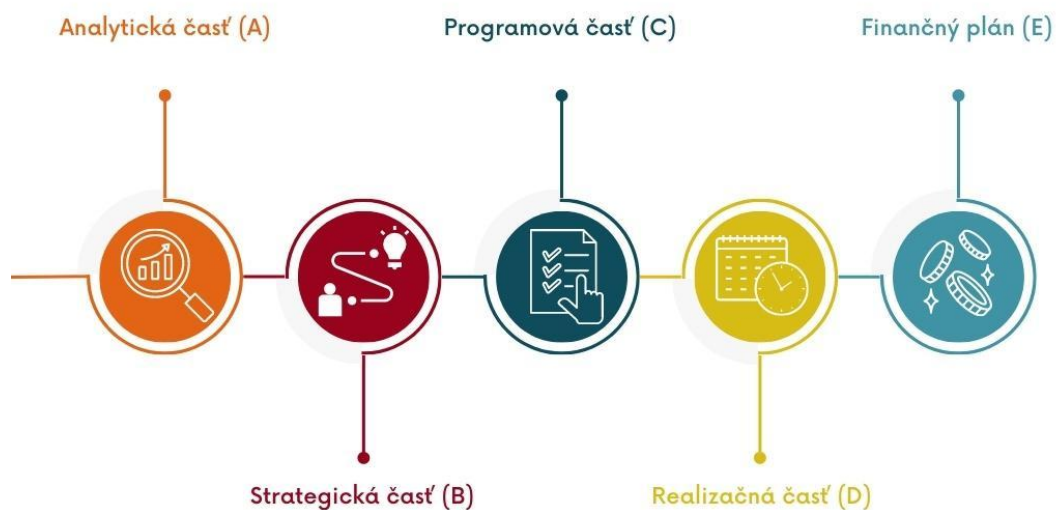 Analytická časť (A)
Programová časť (C)
Finančný plán (E)
Strategická časť (B)
Realizačná časť (D)